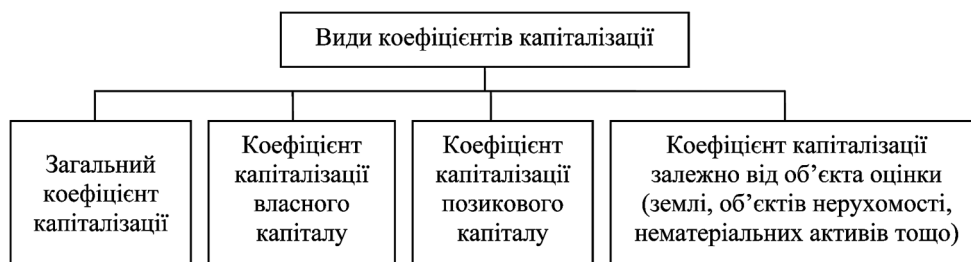 Види коефіцієнтів капіталізації
Загальний
коефіцієнт
капіталізації
Коефіцієнт
капіталізації
власного
капіталу
Коефіцієнт
капіталізації
позикового
капіталу
Коефіцієнт капіталізації
залежно від об’єкта оцінки
(землі, об’єктів нерухомості,
нематеріальних активів тощо)